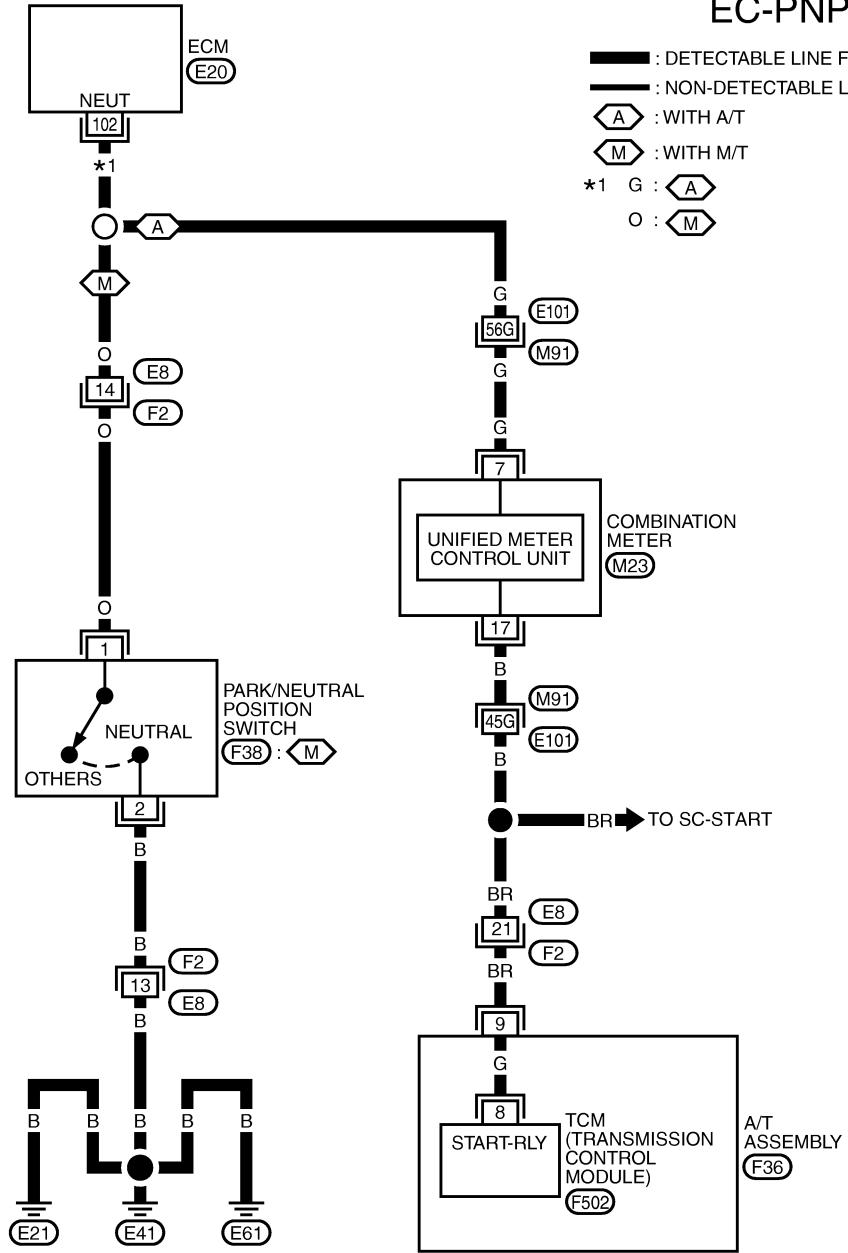 EC-PNP
ECM
E20
NEUT
102
*1
: DETECTABLE LINE F
: NON-DETECTABLE L
A : WITH A/T
M : WITH M/T
*1 G : A
O : M
A
M
O
14
E8
F2
O
O
1
G
56G
E101
M91
G
G
7
UNIFIED METER
CONTROL UNIT
COMBINATION
METER
M23
17
B
45G
M91
E101
B
PARK/NEUTRAL
POSITION
SWITCH
F38 : M
NEUTRAL
OTHERS
2
B
B
13
F2
E8
B
B
B
B
B
B
E21
E41
E61
BR
TO SC-START
BR
21
E8
F2
BR
9
G
8
START-RLY
TCM
(TRANSMISSION
CONTROL
MODULE)
F502
A/T
ASSEMBLY
F36